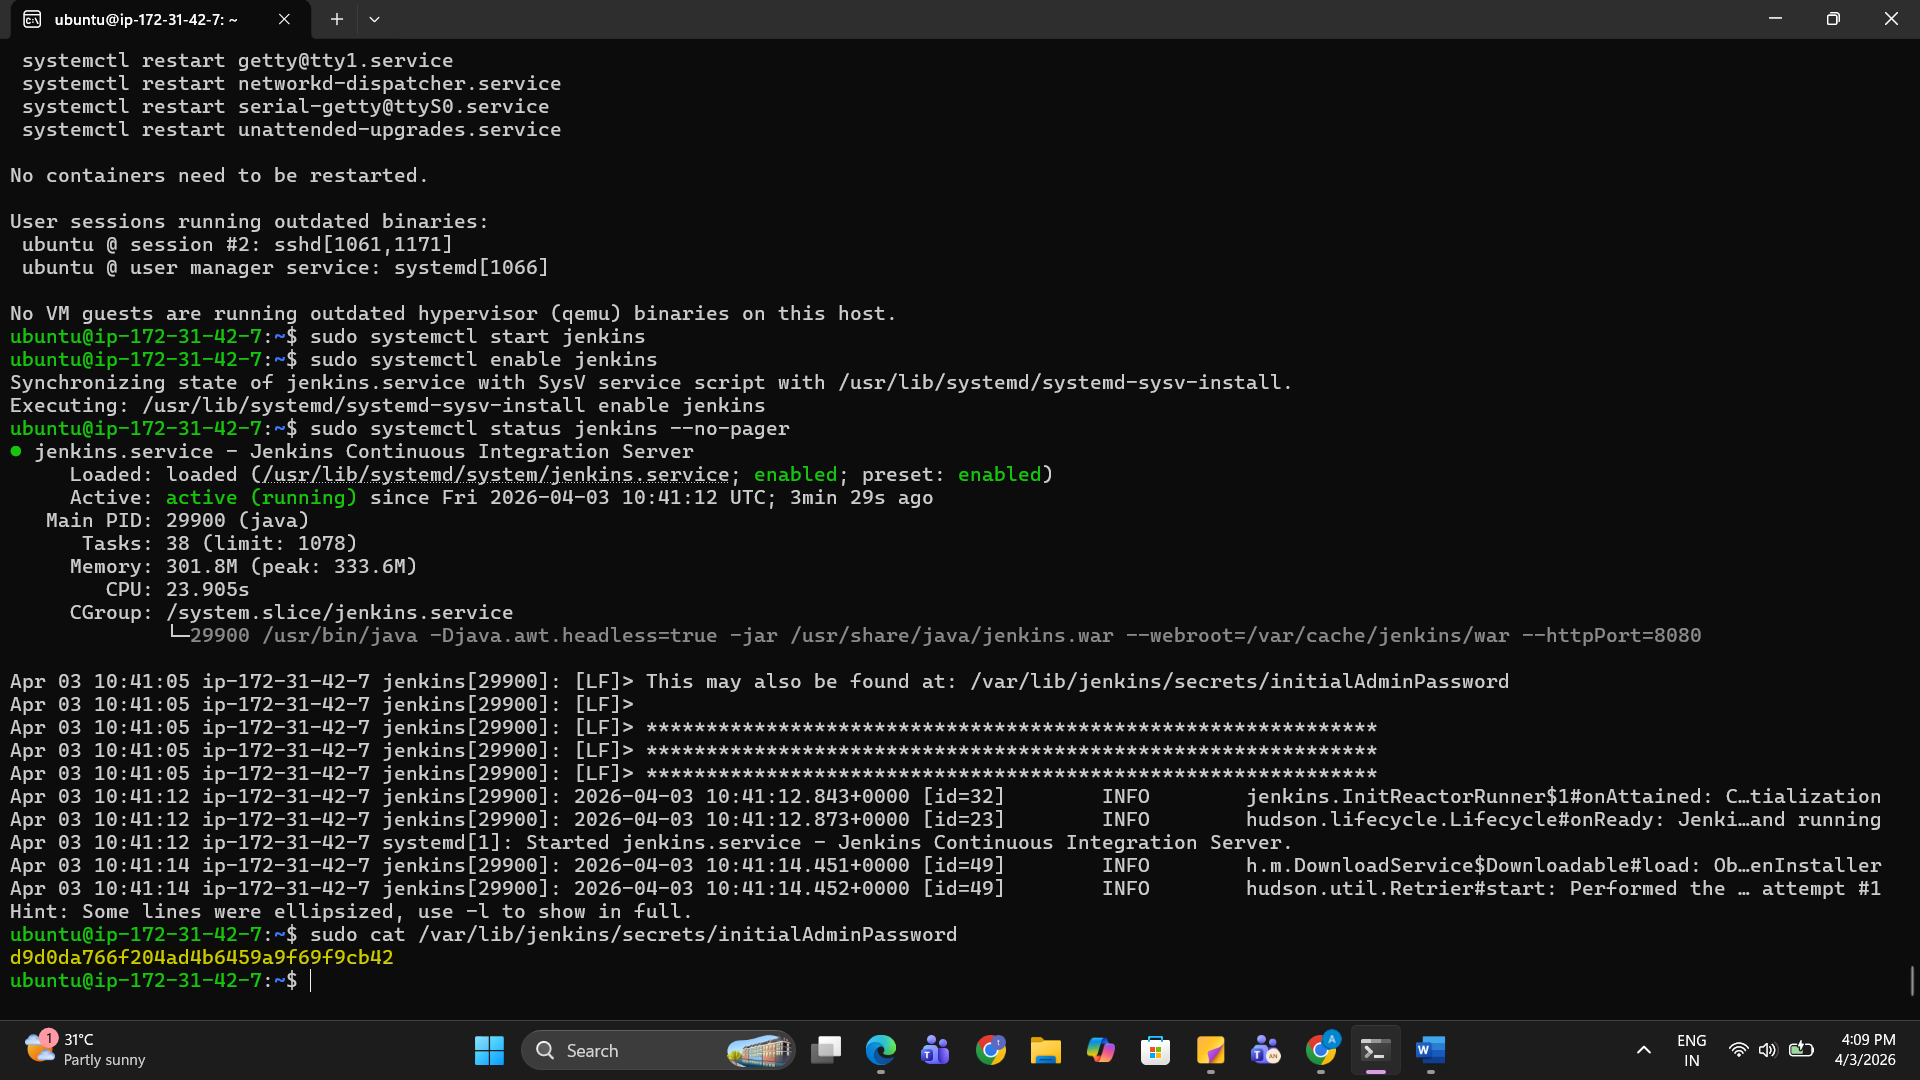 ubuntu@ip-172-31-42-7: ~
systemctl restart getty@tty1.service
systemctl restart networkd-dispatcher.service
systemctl restart serial-getty@ttyS0.service
systemctl restart unattended-upgrades.service
No containers need to be restarted.
User sessions running outdated binaries:
ubuntu @ session #2: sshd[1061,1171]
ubuntu @ user manager service: systemd[1066]
No VM guests are running outdated hypervisor (qemu) binaries on this host.
ubuntu@ip-172-31-42-7:~$ sudo systemctl start jenkins
ubuntu@ip-172-31-42-7:~$ sudo systemctl enable jenkins
Synchronizing state of jenkins.service with SysV service script with /usr/lib/systemd/systemd-sysv-install.
Executing: /usr/lib/systemd/systemd-sysv-install enable jenkins
ubuntu@ip-172-31-42-7:~$ sudo systemctl status jenkins --no-pager
● jenkins.service - Jenkins Continuous Integration Server
Loaded: loaded (/usr/lib/systemd/system/jenkins.service; enabled; preset: enabled)
Active: active (running) since Fri 2026-04-03 10:41:12 UTC; 3min 29s ago
Main PID: 29900 (java)
Tasks: 38 (limit: 1078)
Memory: 301.8M (peak: 333.6M)
CPU: 23.905s
CGroup: /system.slice/jenkins.service
└─29900 /usr/bin/java -Djava.awt.headless=true -jar /usr/share/java/jenkins.war --webroot=/var/cache/jenkins/war --httpPort=8080
Apr 03 10:41:05 ip-172-31-42-7 jenkins[29900]: [LF]> This may also be found at: /var/lib/jenkins/secrets/initialAdminPassword
Apr 03 10:41:05 ip-172-31-42-7 jenkins[29900]: [LF]>
Apr 03 10:41:05 ip-172-31-42-7 jenkins[29900]: [LF]> *************************************************************
Apr 03 10:41:05 ip-172-31-42-7 jenkins[29900]: [LF]> *************************************************************
Apr 03 10:41:05 ip-172-31-42-7 jenkins[29900]: [LF]> *************************************************************
Apr 03 10:41:12 ip-172-31-42-7 jenkins[29900]: 2026-04-03 10:41:12.843+0000 [id=32] INFO jenkins.InitReactorRunner$1#onAttained: C…tialization
Apr 03 10:41:12 ip-172-31-42-7 jenkins[29900]: 2026-04-03 10:41:12.873+0000 [id=23] INFO hudson.lifecycle.Lifecycle#onReady: Jenki…and running
Apr 03 10:41:12 ip-172-31-42-7 systemd[1]: Started jenkins.service - Jenkins Continuous Integration Server.
Apr 03 10:41:14 ip-172-31-42-7 jenkins[29900]: 2026-04-03 10:41:14.451+0000 [id=49] INFO h.m.DownloadService$Downloadable#load: Ob…enInstaller
Apr 03 10:41:14 ip-172-31-42-7 jenkins[29900]: 2026-04-03 10:41:14.452+0000 [id=49] INFO hudson.util.Retrier#start: Performed the … attempt #1
Hint: Some lines were ellipsized, use -l to show in full.
ubuntu@ip-172-31-42-7:~$ sudo cat /var/lib/jenkins/secrets/initialAdminPassword
d9d0da766f204ad4b6459a9f69f9cb42
ubuntu@ip-172-31-42-7:~$
1
31°C
Partly sunny
Search
ENG
IN
4:09 PM
4/3/2026